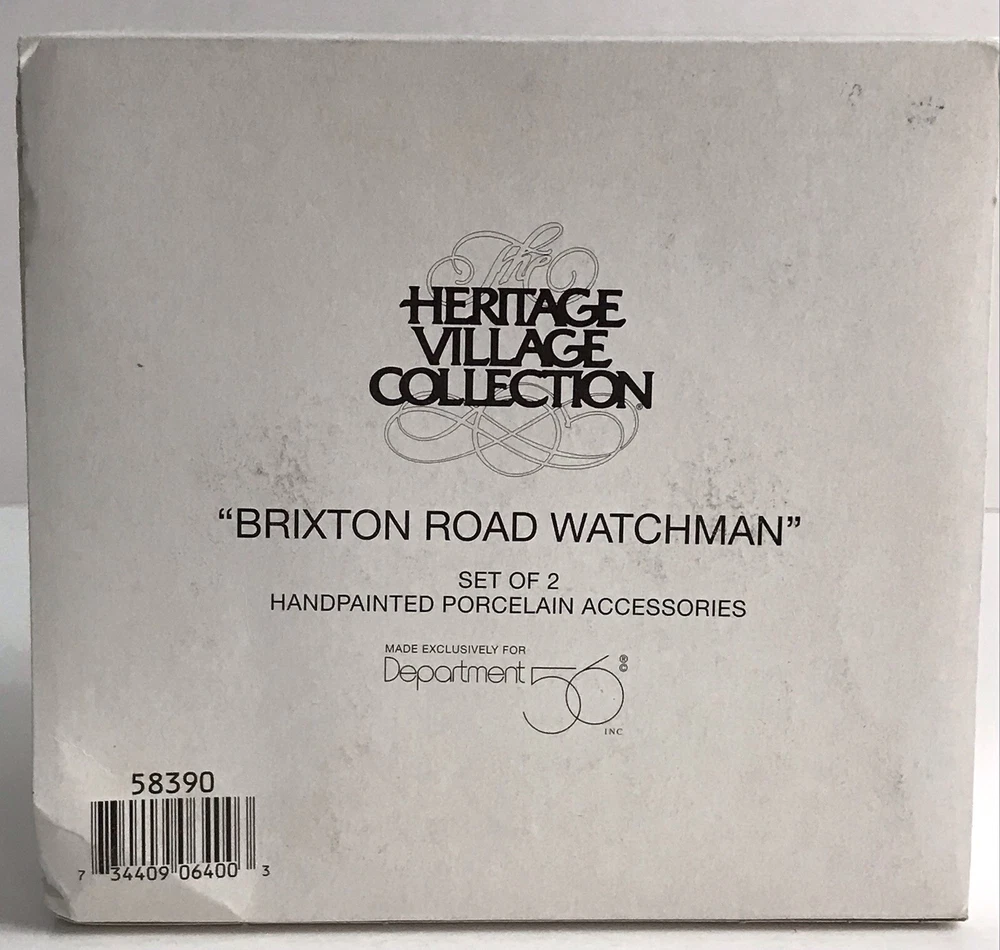 The
HERITAGE
VILLAGE
COLLECTION®
“BRIXTON ROAD WATCHMAN”
SET OF 2
HANDPAINTED PORCELAIN ACCESSORIES
MADE EXCLUSIVELY FOR
Department 56 ®©
INC
58390
7 34409 06400 3